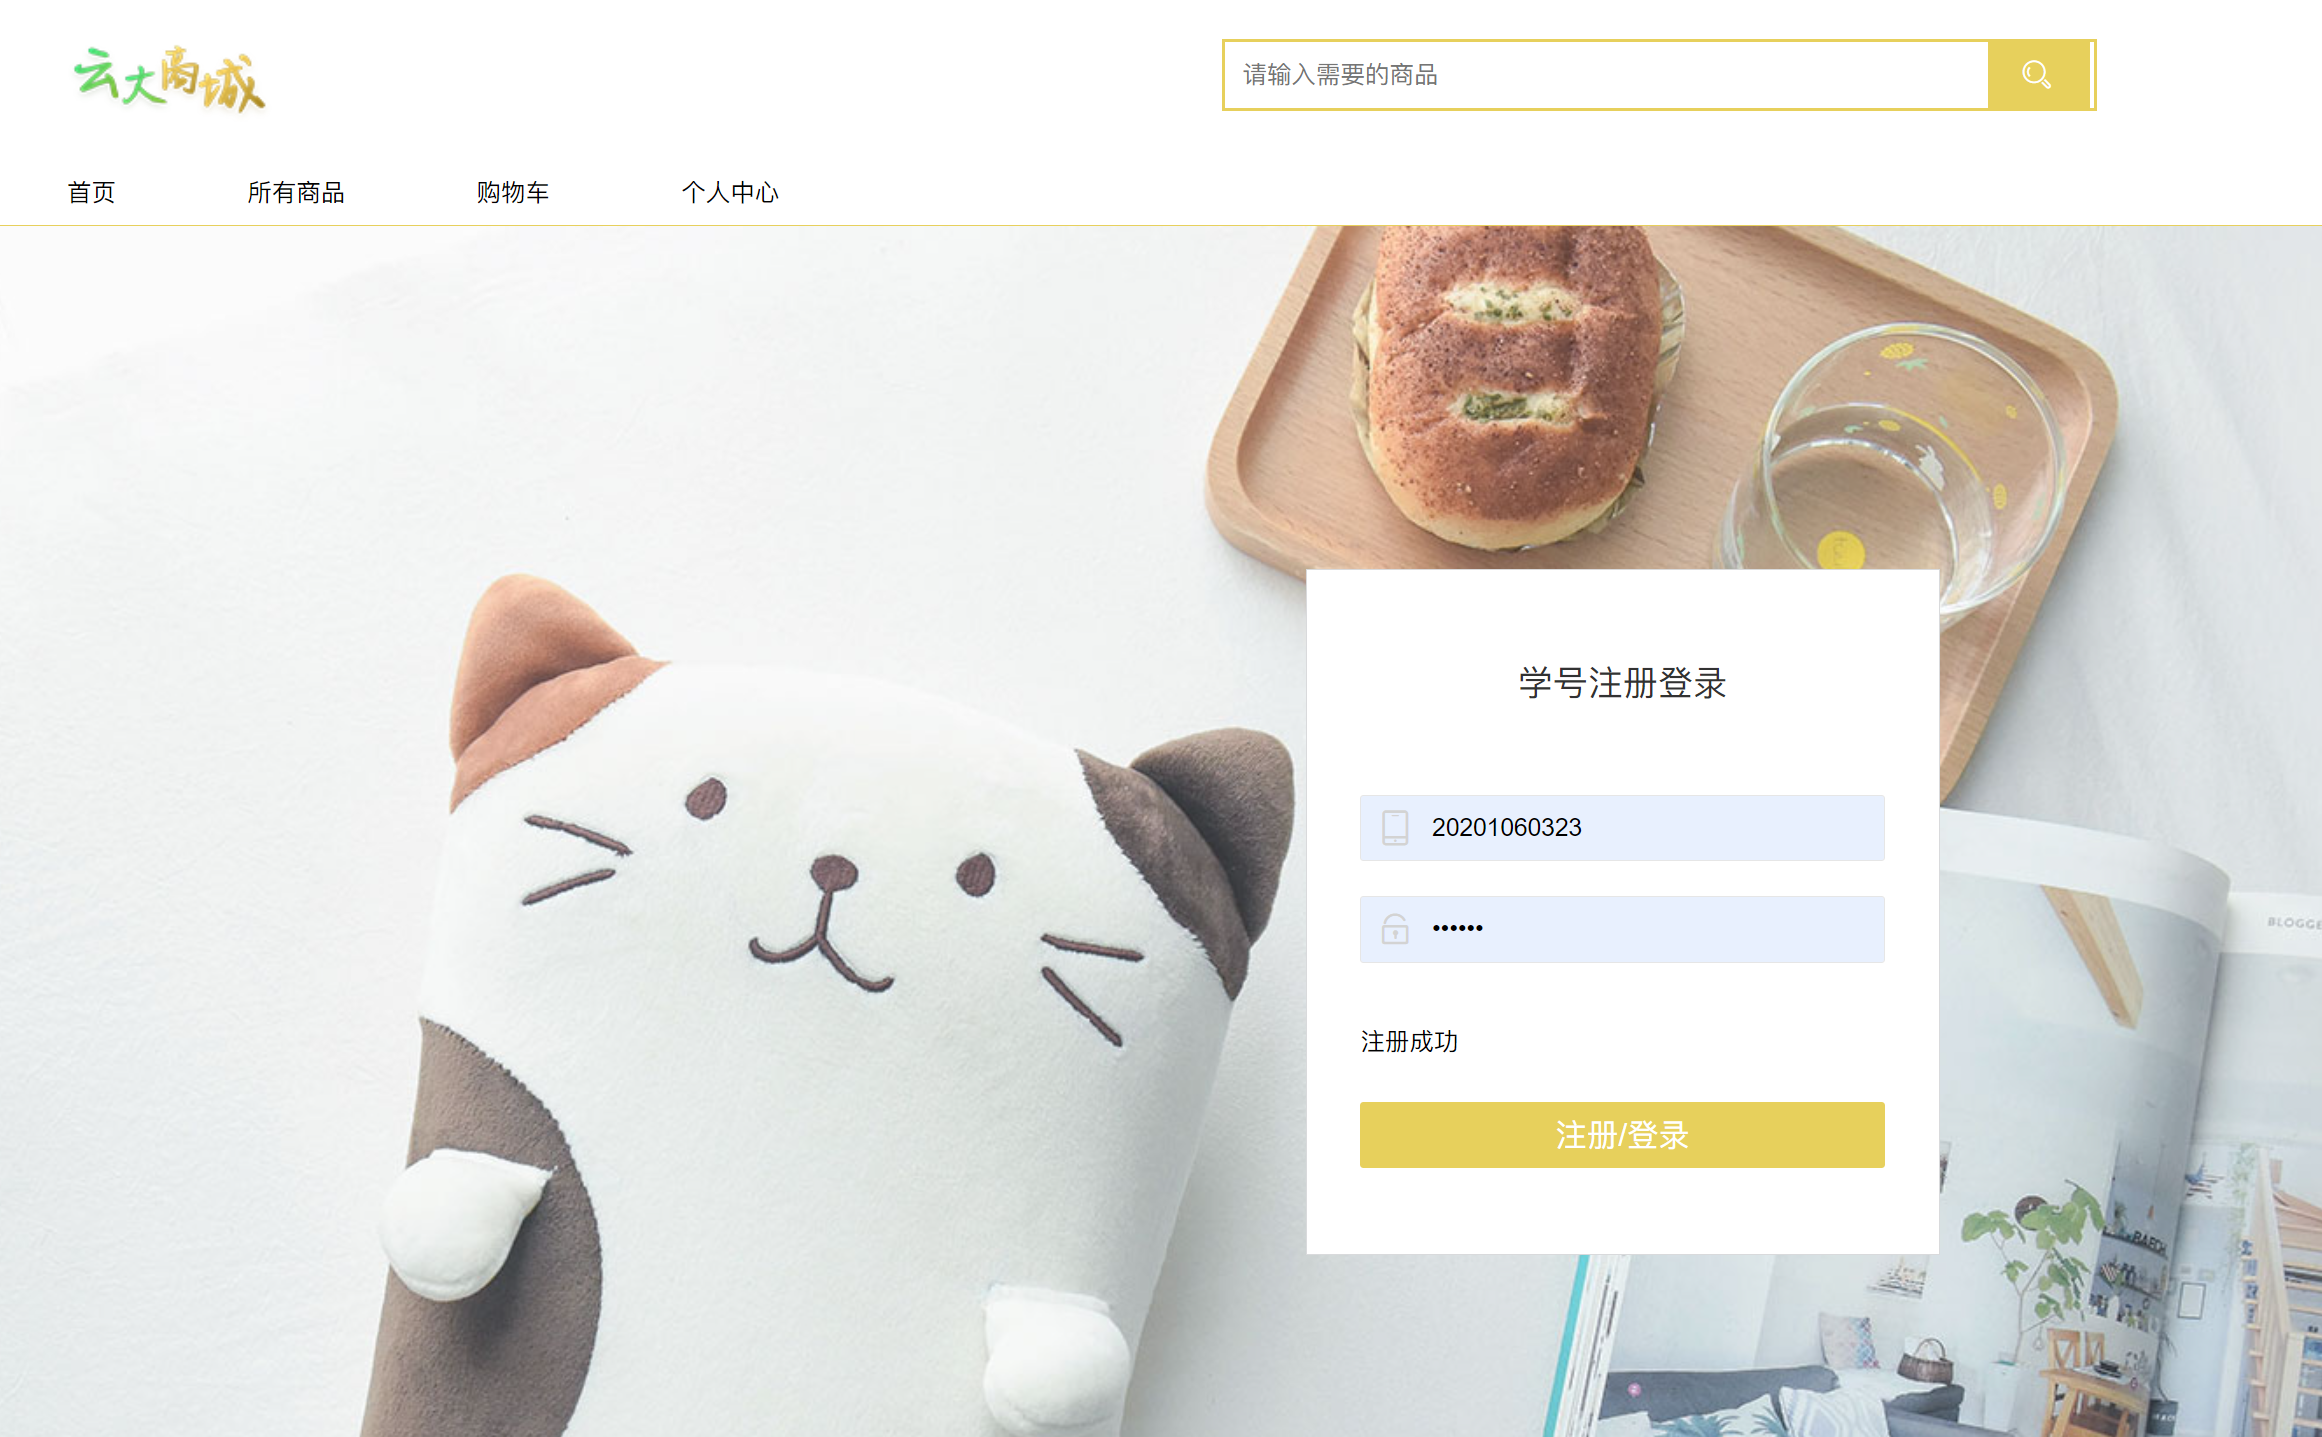 云大商城
请输入需要的商品
首页
所有商品
购物车
个人中心
学号注册登录
20201060323
••••••
注册成功
注册/登录